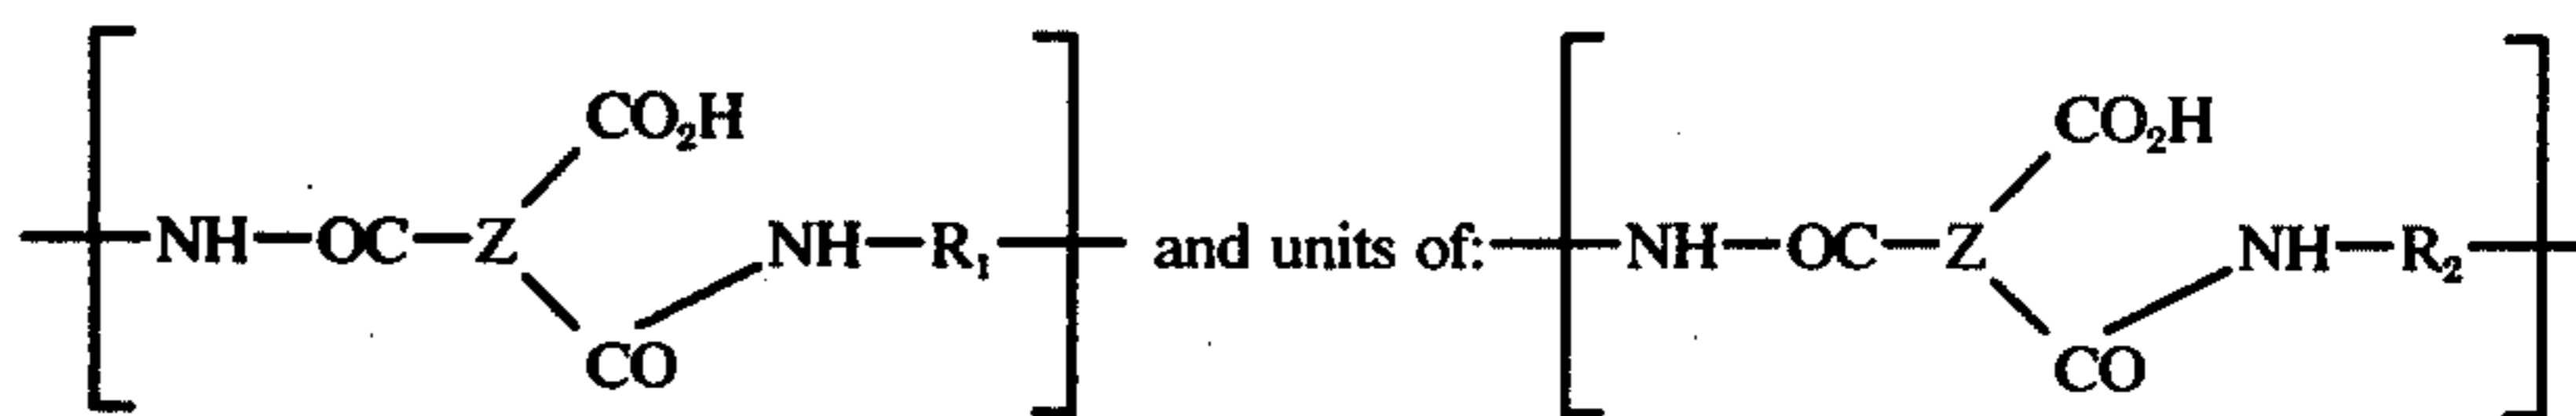 CO₂H CO₂H
NH—OC—Z NH—R₁ and units of: NH—OC—Z NH—R₂
CO CO